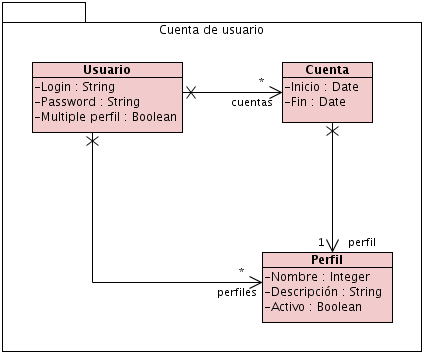 Cuenta de usuario
Usuario
-Login : String
-Password : String
-Multiple perfil : Boolean
*
cuentas
Cuenta
-Inicio : Date
-Fin : Date
1 perfil
*
perfiles
Perfil
-Nombre : Integer
-Descripción : String
-Activo : Boolean